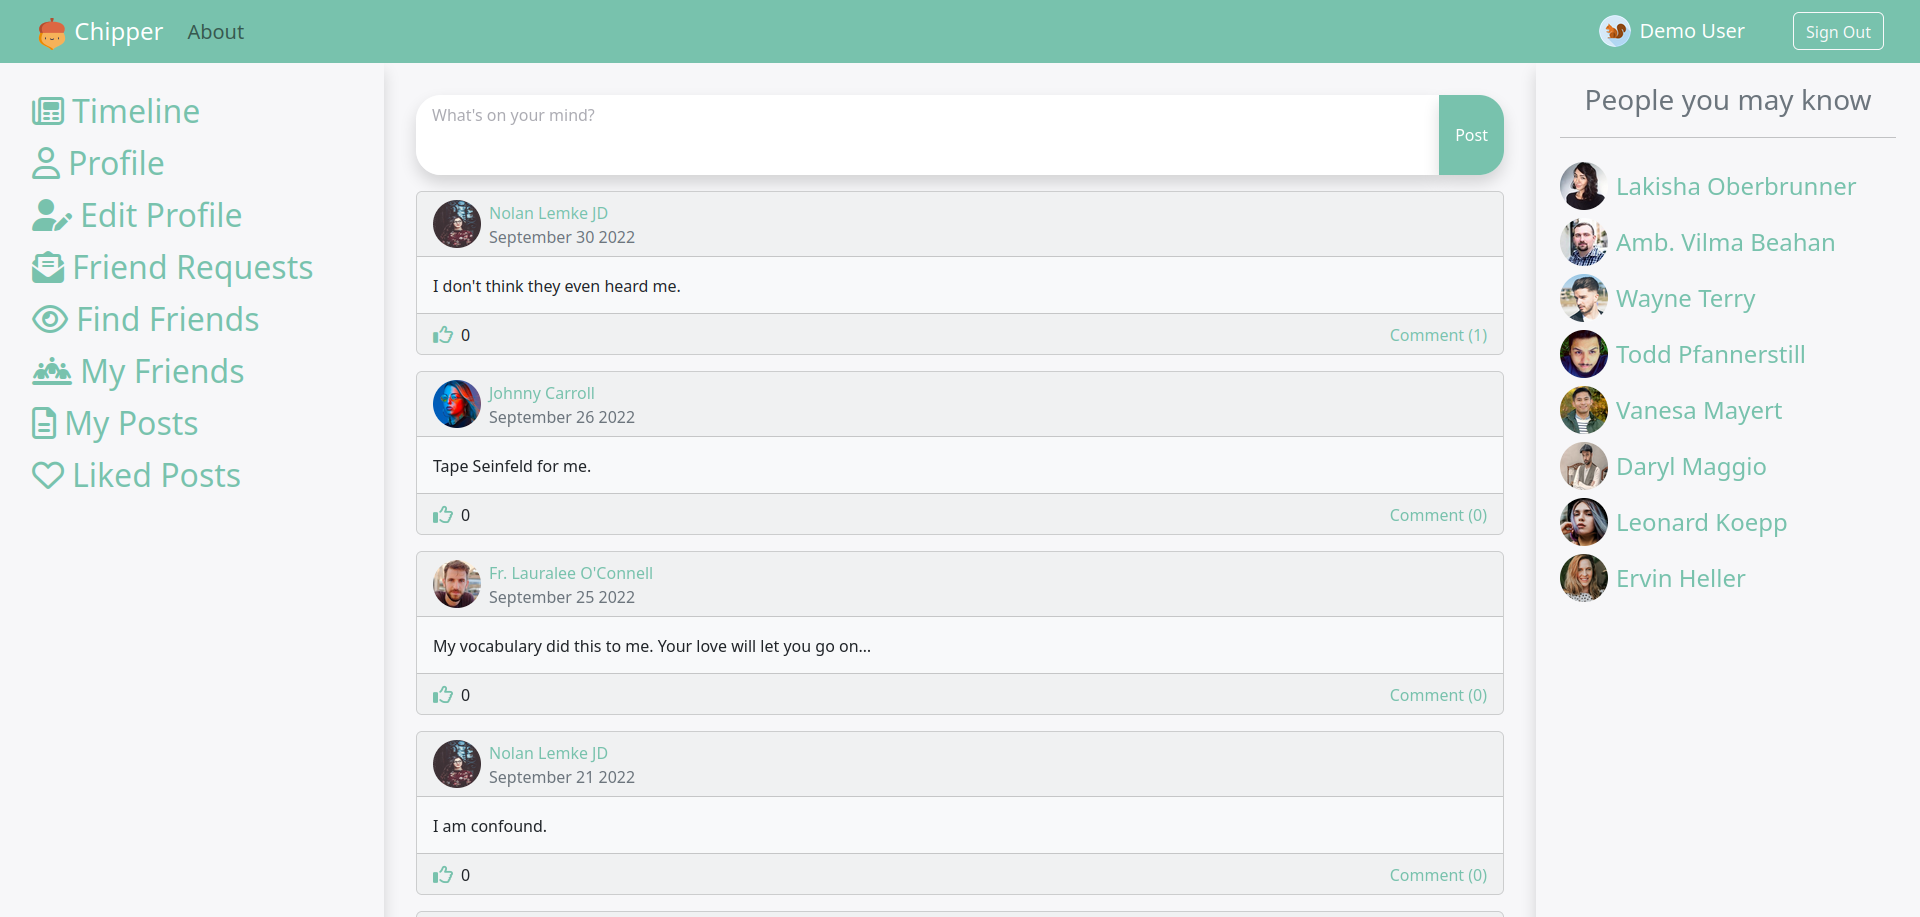 Chipper About
Demo User
Sign Out
Timeline
Profile
Edit Profile
Friend Requests
Find Friends
My Friends
My Posts
Liked Posts
What's on your mind?
Post
Nolan Lemke JD
September 30 2022
I don't think they even heard me.
0
Comment (1)
Johnny Carroll
September 26 2022
Tape Seinfeld for me.
0
Comment (0)
Fr. Lauralee O'Connell
September 25 2022
My vocabulary did this to me. Your love will let you go on...
0
Comment (0)
Nolan Lemke JD
September 21 2022
I am confound.
0
Comment (0)
People you may know
Lakisha Oberbrunner
Amb. Vilma Beahan
Wayne Terry
Todd Pfannerstill
Vanesa Mayert
Daryl Maggio
Leonard Koepp
Ervin Heller